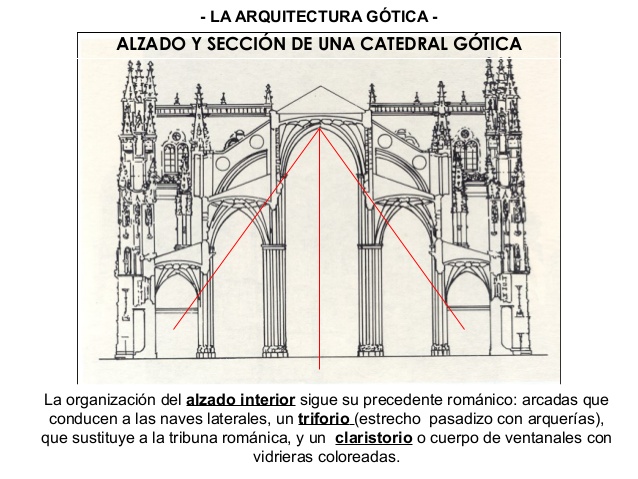 - LA ARQUITECTURA GÓTICA -
ALZADO Y SECCIÓN DE UNA CATEDRAL GÓTICA
La organización del alzado interior sigue su precedente románico: arcadas que
conducen a las naves laterales, un triforio (estrecho pasadizo con arquerías),
que sustituye a la tribuna románica, y un claristorio o cuerpo de ventanales con
vidrieras coloreadas.